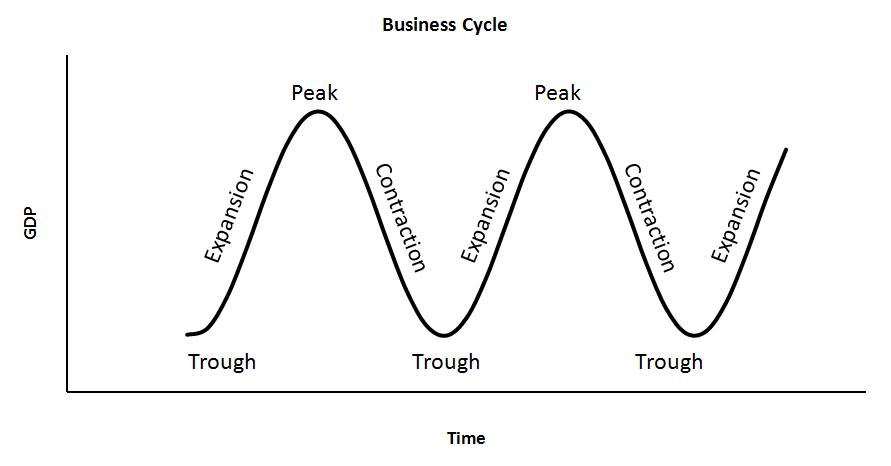 Business Cycle
Peak
Peak
Expansion
Contraction
Expansion
Contraction
Expansion
GDP
Trough
Trough
Trough
Time